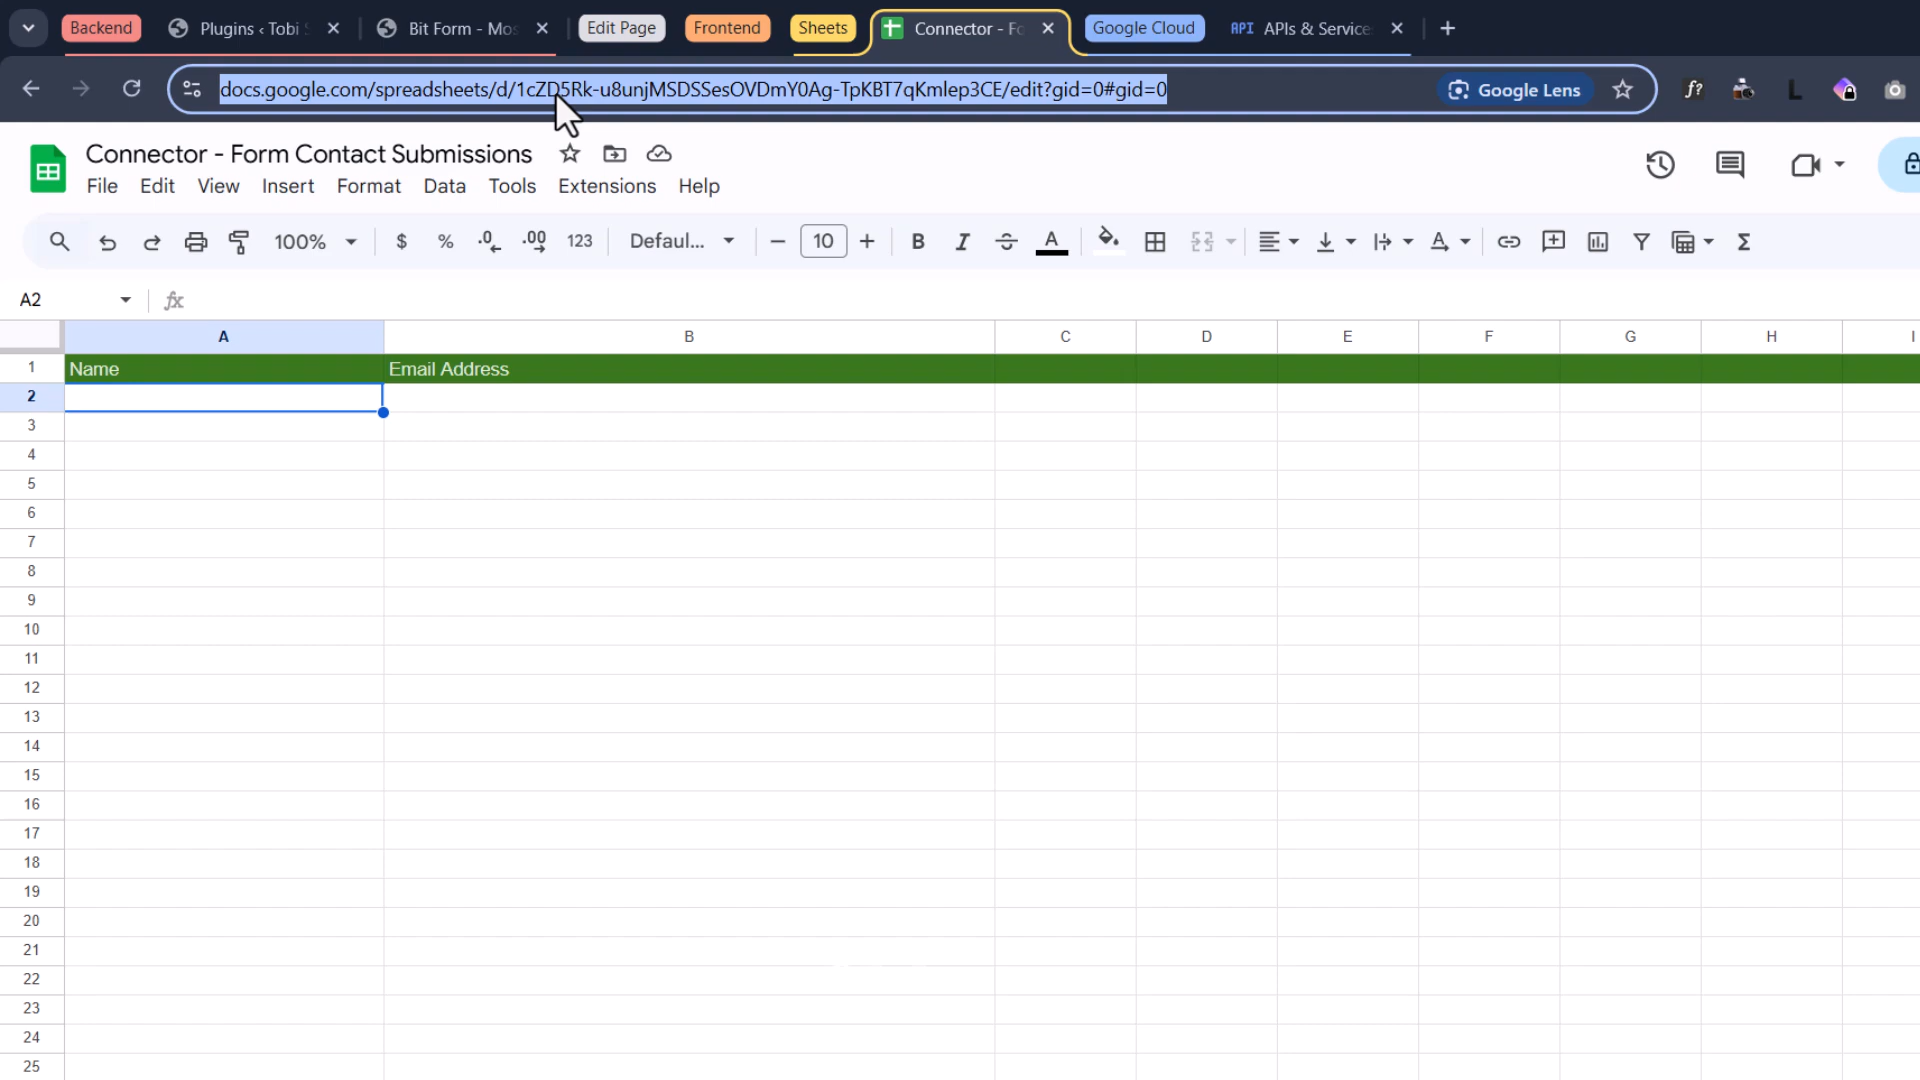 Backend
Plugins ‹ Tobi S
Bit Form - Mos
Edit Page
Frontend
Sheets
Connector - Fo
Google Cloud
API APIs & Service
docs.google.com/spreadsheets/d/1cZD5Rk-u8unjMSDSSesOVDmY0Ag-TpKBT7qKmlep3CE/edit?gid=0#gid=0
Google Lens
f?
L
Connector - Form Contact Submissions
File Edit View Insert Format Data Tools Extensions Help
100% $ % .0 .00 123 Defaul... 10 B I S A Σ
A2 fx
A B C D E F G H I
1 Name Email Address
2
3
4
5
6
7
8
9
10
11
12
13
14
15
16
17
18
19
20
21
22
23
24
25